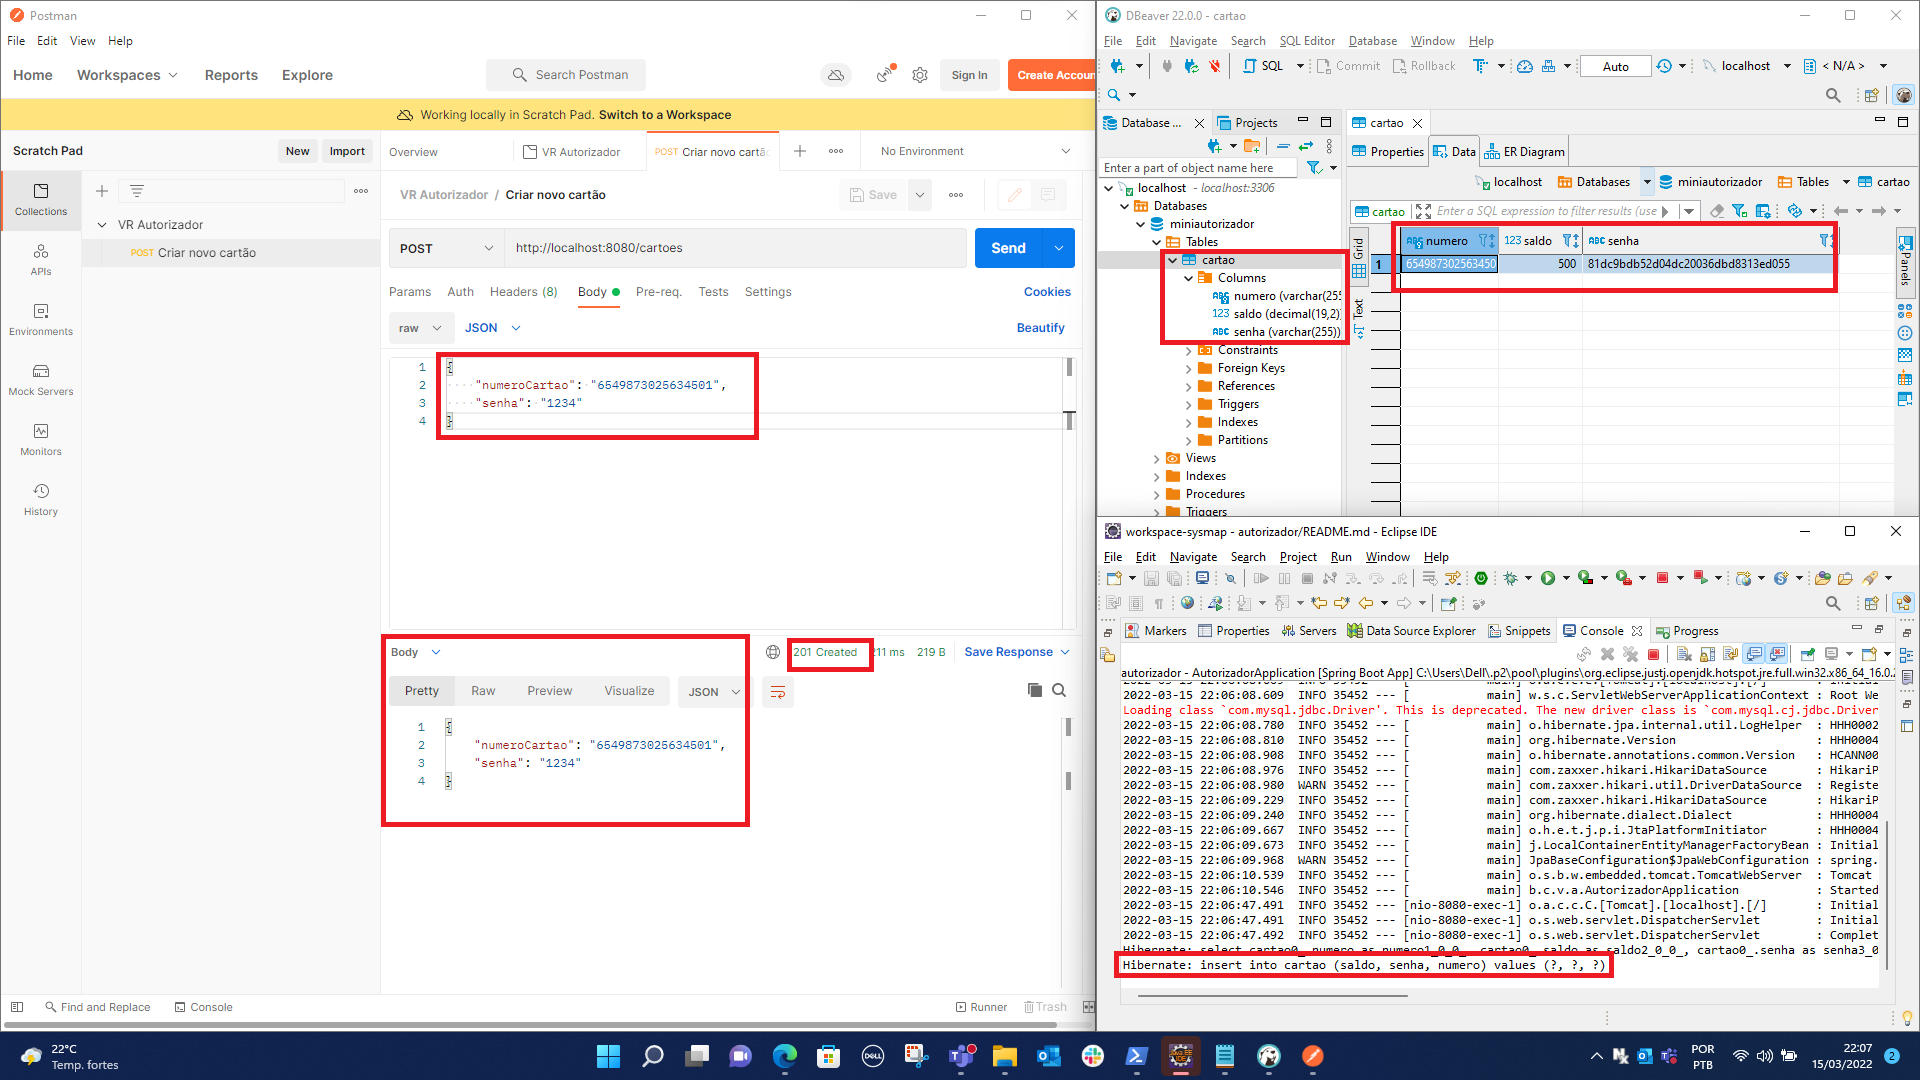 Postman
File Edit View Help
Home Workspaces Reports Explore
Search Postman
Sign In
Create Accoun
Working locally in Scratch Pad. Switch to a Workspace
Scratch Pad
New
Import
Overview
VR Autorizador
POST Criar novo cartão
No Environment
Collections
APIs
Environments
Mock Servers
Monitors
History
VR Autorizador
POST Criar novo cartão
VR Autorizador / Criar novo cartão
Save
POST
http://localhost:8080/cartoes
Send
Params Auth Headers (8) Body Pre-req. Tests Settings
Cookies
raw JSON
Beautify
1 {
2 "numeroCartao": "6549873025634501",
3 "senha": "1234"
4 }
Body
201 Created
211 ms 219 B
Save Response
Pretty Raw Preview Visualize JSON
1 {
2 "numeroCartao": "6549873025634501",
3 "senha": "1234"
4 }
Find and Replace
Console
Runner
Trash
DBeaver 22.0.0 - cartao
File Edit Navigate Search SQL Editor Database Window Help
SQL Commit Rollback Auto localhost < N/A >
Database ... Projects
Enter a part of object name here
localhost - localhost:3306
Databases
miniautorizador
Tables
cartao
Columns
numero (varchar(255
saldo (decimal(19,2)
senha (varchar(255))
Constraints
Foreign Keys
References
Triggers
Indexes
Partitions
Views
Indexes
Procedures
Triggers
cartao
Properties Data ER Diagram
localhost Databases miniautorizador Tables cartao
cartao Enter a SQL expression to filter results (use
Grid
Text
Panels
numero 123 saldo ABC senha
1 654987302563450 500 81dc9bdb52d04dc20036dbd8313ed055
workspace-sysmap - autorizador/README.md - Eclipse IDE
File Edit Navigate Search Project Run Window Help
Markers Properties Servers Data Source Explorer Snippets Console Progress
autorizador - AutorizadorApplication [Spring Boot App] C:\Users\Dell\.p2\pool\plugins\org.eclipse.justj.openjdk.hotspot.jre.full.win32.x86_64_16.0.2
2022-03-15 22:06:08.609 INFO 35452 --- [ main] w.s.c.ServletWebServerApplicationContext : Root We
Loading class `com.mysql.jdbc.Driver'. This is deprecated. The new driver class is `com.mysql.cj.jdbc.Driver
2022-03-15 22:06:08.780 INFO 35452 --- [ main] o.hibernate.jpa.internal.util.LogHelper : HHH0002
2022-03-15 22:06:08.810 INFO 35452 --- [ main] org.hibernate.Version : HHH0004
2022-03-15 22:06:08.908 INFO 35452 --- [ main] o.hibernate.annotations.common.Version : HCANN00
2022-03-15 22:06:08.976 INFO 35452 --- [ main] com.zaxxer.hikari.HikariDataSource : HikariP
2022-03-15 22:06:08.980 WARN 35452 --- [ main] com.zaxxer.hikari.util.DriverDataSource : Registe
2022-03-15 22:06:09.229 INFO 35452 --- [ main] com.zaxxer.hikari.HikariDataSource : HikariP
2022-03-15 22:06:09.240 INFO 35452 --- [ main] org.hibernate.dialect.Dialect : HHH0004
2022-03-15 22:06:09.667 INFO 35452 --- [ main] o.h.e.t.j.p.i.JtaPlatformInitiator : HHH0004
2022-03-15 22:06:09.673 INFO 35452 --- [ main] j.LocalContainerEntityManagerFactoryBean : Initial
2022-03-15 22:06:09.968 WARN 35452 --- [ main] JpaBaseConfiguration$JpaWebConfiguration : spring.
2022-03-15 22:06:10.539 INFO 35452 --- [ main] o.s.b.w.embedded.tomcat.TomcatWebServer : Tomcat
2022-03-15 22:06:10.546 INFO 35452 --- [ main] b.c.v.a.AutorizadorApplication : Started
2022-03-15 22:06:47.491 INFO 35452 --- [nio-8080-exec-1] o.a.c.c.C.[Tomcat].[localhost].[/] : Initial
2022-03-15 22:06:47.491 INFO 35452 --- [nio-8080-exec-1] o.s.web.servlet.DispatcherServlet : Initial
2022-03-15 22:06:47.492 INFO 35452 --- [nio-8080-exec-1] o.s.web.servlet.DispatcherServlet : Complet
Hibernate: select cartao0_.numero as numero1_0_0_, cartao0_.saldo as saldo2_0_0_, cartao0_.senha as senha3_0
Hibernate: insert into cartao (saldo, senha, numero) values (?, ?, ?)
22°C
Temp. fortes
DELL
POR
PTB
22:07
15/03/2022
2